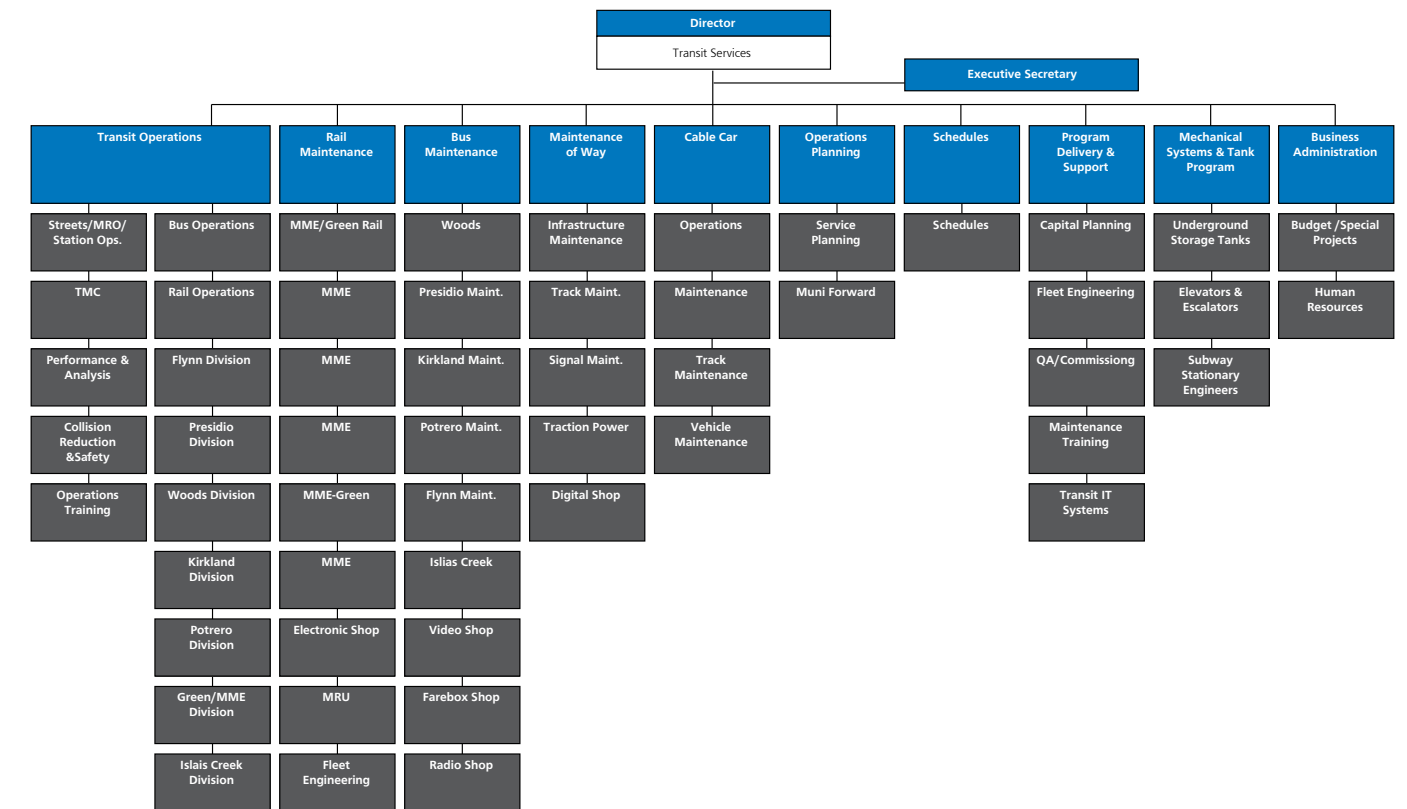 Director
Transit Services
Executive Secretary
Transit Operations
Rail
Maintenance
Bus
Maintenance
Maintenance
of Way
Cable Car
Operations
Planning
Schedules
Program
Delivery &
Support
Mechanical
Systems & Tank
Program
Business
Administration
Streets/MRO/
Station Ops.
Bus Operations
MME/Green Rail
Woods
Infrastructure
Maintenance
Operations
Service
Planning
Schedules
Capital Planning
Underground
Storage Tanks
Budget /Special
Projects
TMC
Rail Operations
MME
Presidio Maint.
Track Maint.
Maintenance
Muni Forward
Fleet Engineering
Elevators &
Escalators
Human
Resources
Performance &
Analysis
Flynn Division
MME
Kirkland Maint.
Signal Maint.
Track
Maintenance
QA/Commissiong
Subway
Stationary
Engineers
Collision
Reduction
&Safety
Presidio
Division
MME
Potrero Maint.
Traction Power
Vehicle
Maintenance
Maintenance
Training
Operations
Training
Woods Division
MME-Green
Flynn Maint.
Digital Shop
Transit IT
Systems
Kirkland
Division
MME
Islias Creek
Potrero
Division
Electronic Shop
Video Shop
Green/MME
Division
MRU
Farebox Shop
Islais Creek
Division
Fleet
Engineering
Radio Shop